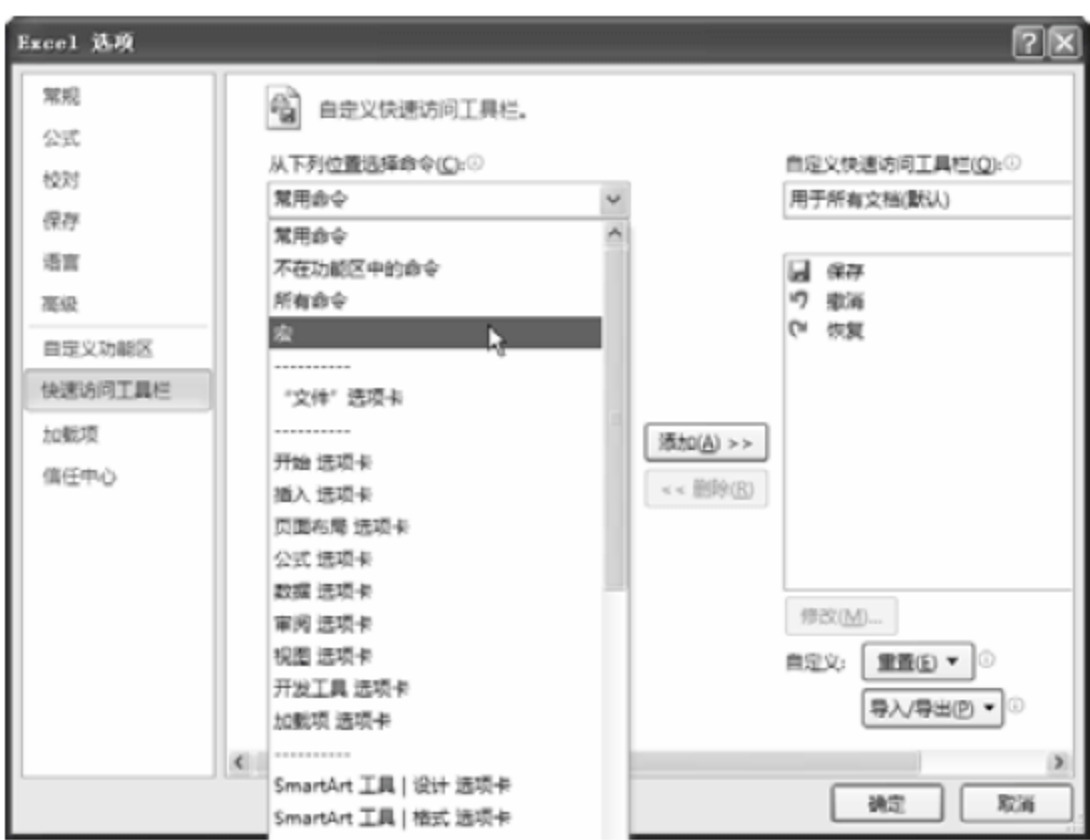 Excel 选项
常规
公式
校对
保存
语言
高级
自定义功能区
快速访问工具栏
加载项
信任中心
自定义快速访问工具栏。
从下列位置选择命令(C):
常用命令
常用命令
不在功能区中的命令
所有命令
宏
----------
“文件”选项卡
----------
开始 选项卡
插入 选项卡
页面布局 选项卡
公式 选项卡
数据 选项卡
审阅 选项卡
视图 选项卡
开发工具 选项卡
加载项 选项卡
----------
SmartArt 工具 | 设计 选项卡
SmartArt 工具 | 格式 选项卡
添加(A) >>
<< 删除(R)
自定义快速访问工具栏(Q):
用于所有文档(默认)
保存
撤消
恢复
修改(M)...
自定义:
重置(E)
导入/导出(P)
确定
取消